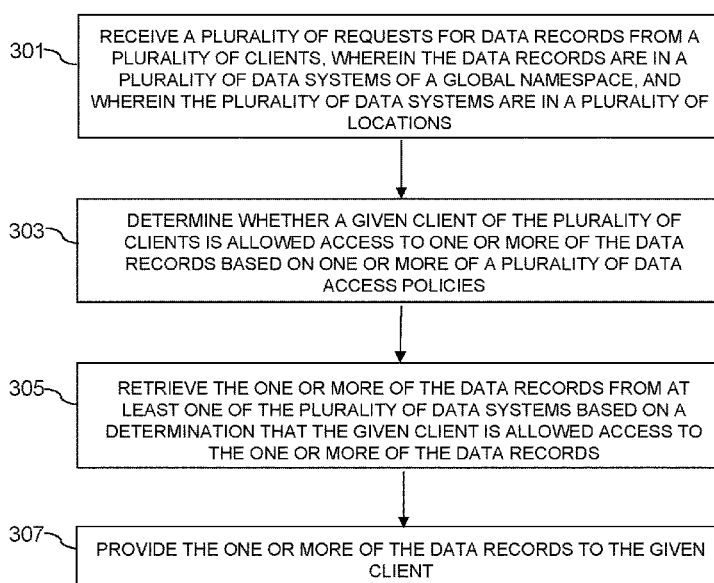 301
RECEIVE A PLURALITY OF REQUESTS FOR DATA RECORDS FROM A
PLURALITY OF CLIENTS, WHEREIN THE DATA RECORDS ARE IN A
PLURALITY OF DATA SYSTEMS OF A GLOBAL NAMESPACE, AND
WHEREIN THE PLURALITY OF DATA SYSTEMS ARE IN A PLURALITY OF
LOCATIONS
303
DETERMINE WHETHER A GIVEN CLIENT OF THE PLURALITY OF
CLIENTS IS ALLOWED ACCESS TO ONE OR MORE OF THE DATA
RECORDS BASED ON ONE OR MORE OF A PLURALITY OF DATA
ACCESS POLICIES
305
RETRIEVE THE ONE OR MORE OF THE DATA RECORDS FROM AT
LEAST ONE OF THE PLURALITY OF DATA SYSTEMS BASED ON A
DETERMINATION THAT THE GIVEN CLIENT IS ALLOWED ACCESS TO
THE ONE OR MORE OF THE DATA RECORDS
307
PROVIDE THE ONE OR MORE OF THE DATA RECORDS TO THE GIVEN
CLIENT